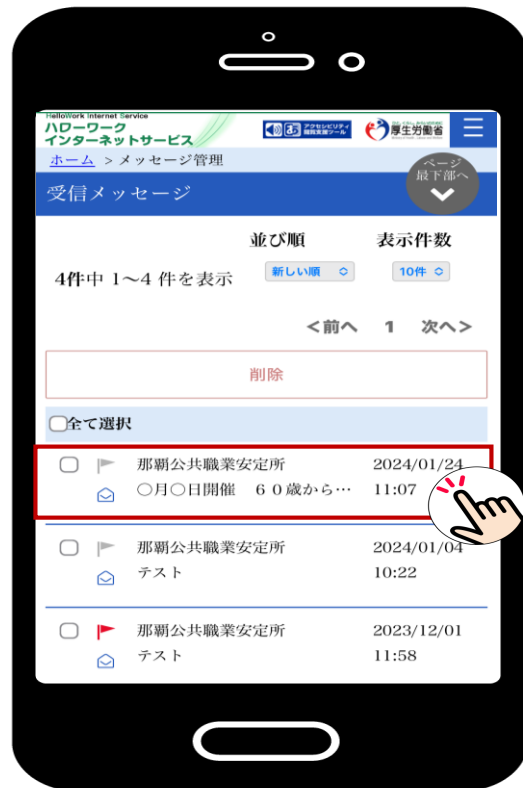 HelloWork Internet Service
ハローワーク
インターネットサービス
アクセシビリティ
閲覧支援ツール
厚生労働省
ホーム > メッセージ管理
ページ
最下部へ
受信メッセージ
並び順 表示件数
4件中 1～4 件を表示 新しい順 10件
<前へ 1 次へ>
削除
全て選択
那覇公共職業安定所 2024/01/24
○月○日開催 ６０歳から… 11:07
那覇公共職業安定所 2024/01/04
テスト 10:22
那覇公共職業安定所 2023/12/01
テスト 11:58